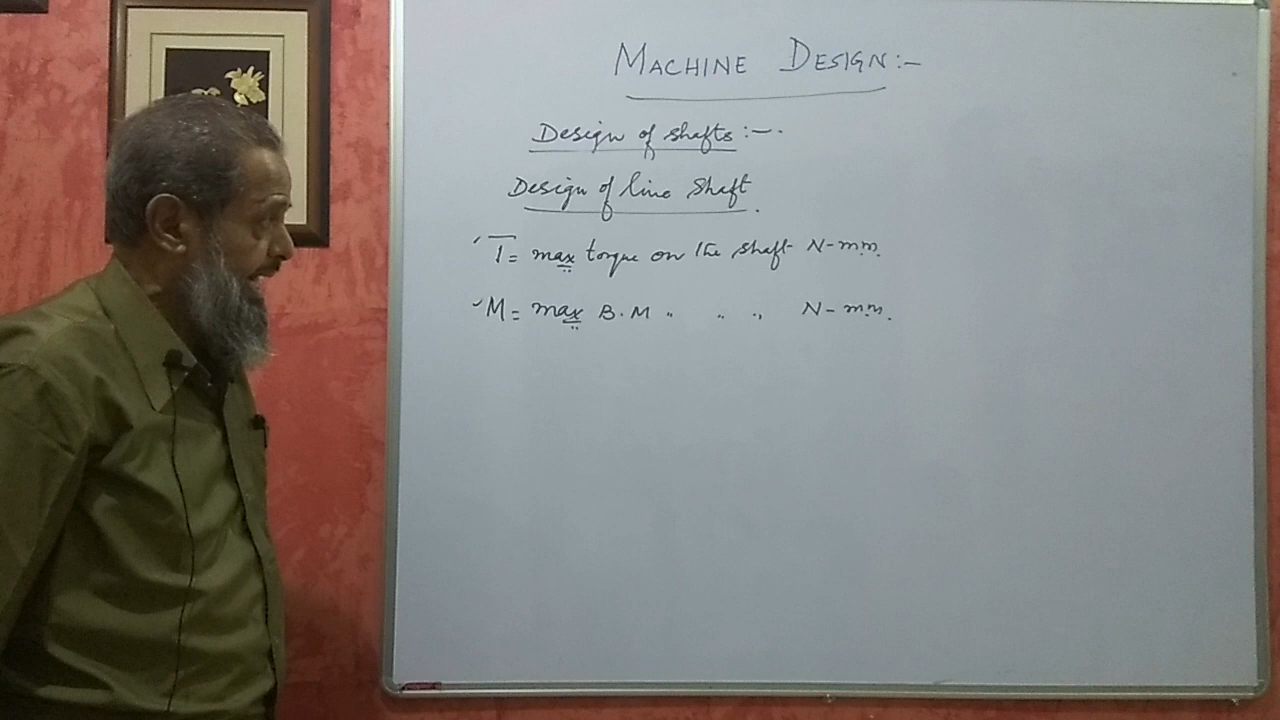 MACHINE DESIGN:-
Design of shafts:-.
Design of line Shaft.
T = max torque on the shaft N-mm.
M = max B.M " " " N-mm.